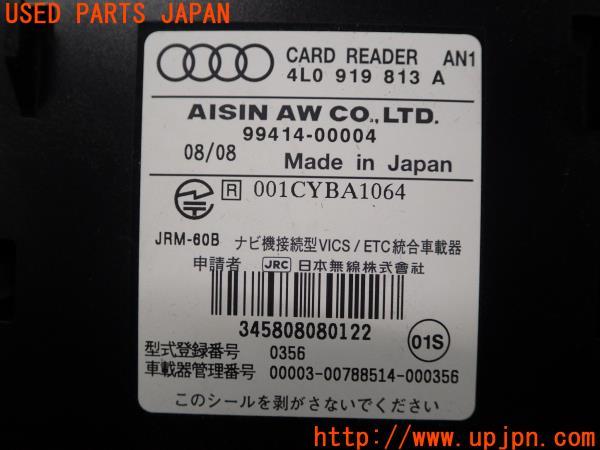 USED PARTS JAPAN
CARD READER AN1
4L0 919 813 A
AISIN AW CO.,LTD.
99414-00004
08/08 Made in Japan
R 001CYBA1064
JRM-60B ナビ機接続型VICS/ETC統合車載器
申請者 JRC 日本無線株式会社
345808080122
01S
型式登録番号 0356
車載器管理番号 00003-00788514-000356
このシールを剥がさないでください
https://www.upjpn.com